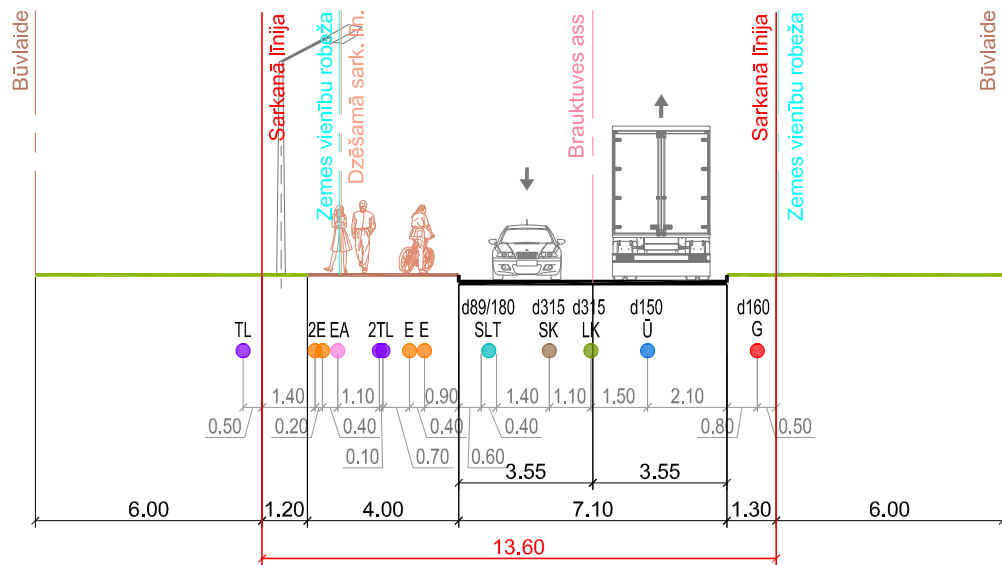 Būvlaide
Sarkanā līnija
Zemes vienību robeža
Dzēšamā sark. līn.
Brauktuves ass
Sarkanā līnija
Zemes vienību robeža
Būvlaide
d89/180 d315 d315 d150 d160
TL 2E EA 2TL E E SLT SK LK Ū G
1.40 1.10 0.90 1.40 1.10 1.50 2.10
0.50 0.20 0.40 0.40 0.40 0.80 0.50
0.10 0.70 0.60
3.55 3.55
6.00 1.20 4.00 7.10 1.30 6.00
13.60